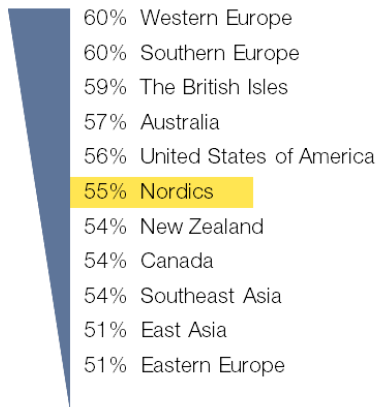 60% Western Europe
60% Southern Europe
59% The British Isles
57% Australia
56% United States of America
55% Nordics
54% New Zealand
54% Canada
54% Southeast Asia
51% East Asia
51% Eastern Europe